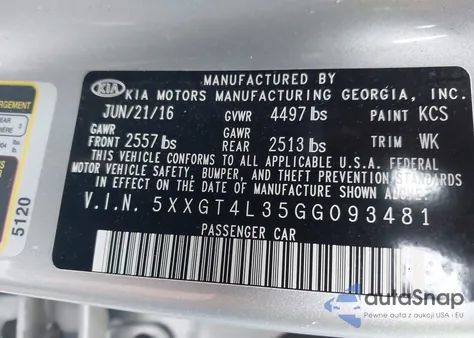 MANUFACTURED BY
KIA KIA MOTORS MANUFACTURING GEORGIA, INC.
JUN/21/16 GVWR 4497 lbs PAINT KCS
GAWR GAWR
FRONT 2557 lbs REAR 2513 lbs TRIM WK
THIS VEHICLE CONFORMS TO ALL APPLICABLE U.S.A. FEDERAL
MOTOR VEHICLE SAFETY, BUMPER, AND THEFT PREVENTION STANDARDS
IN EFFECT ON THE DATE OF MANUFACTURE SHOWN ABOVE.
V.I.N. 5XXGT4L35GG093481
PASSENGER CAR
5120
autoSnap
Pewne auta z aukcji USA i EU